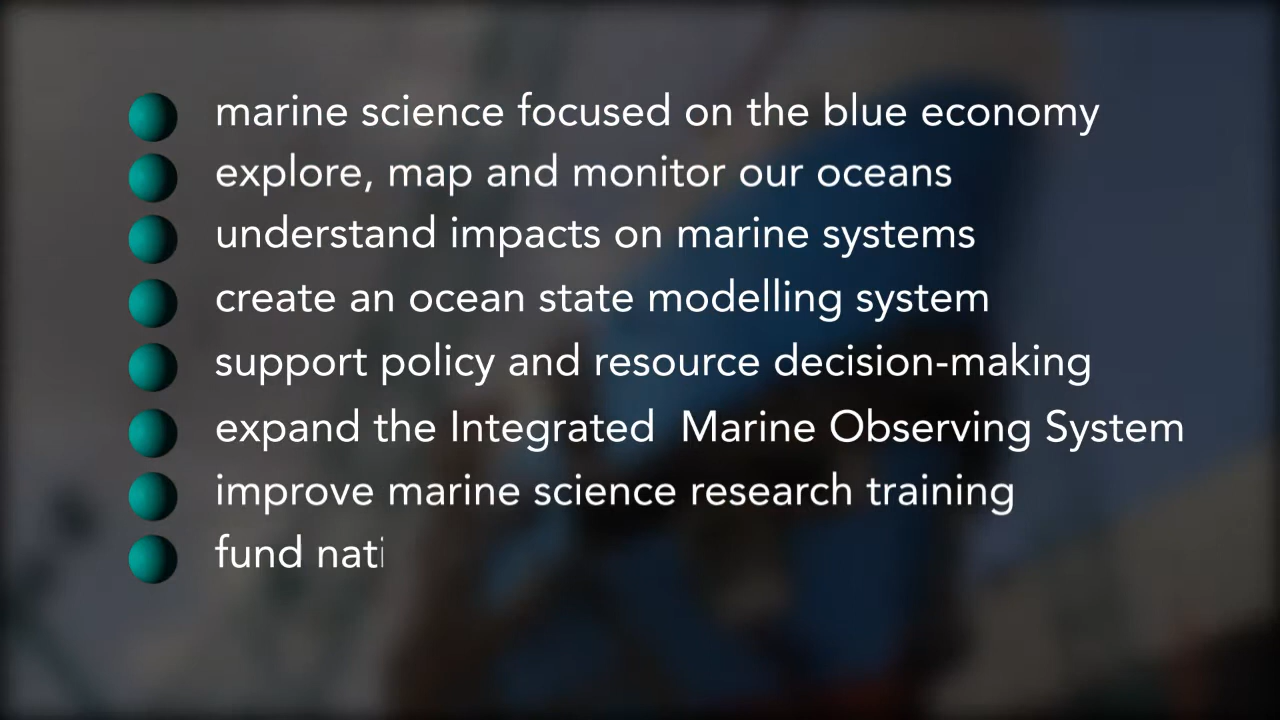 marine science focused on the blue economy
explore, map and monitor our oceans
understand impacts on marine systems
create an ocean state modelling system
support policy and resource decision-making
expand the Integrated  Marine Observing System
improve marine science research training
fund nati